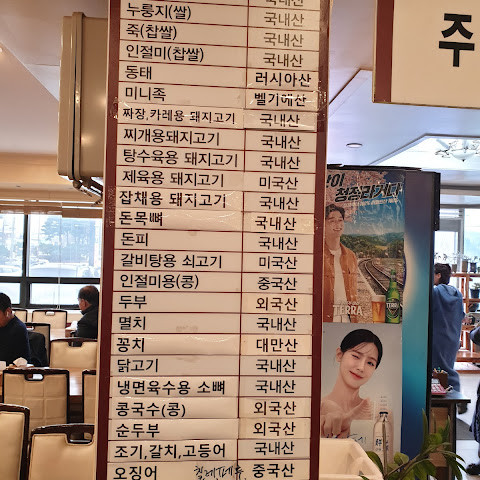 국내산
누룽지(쌀) 국내산
죽(찹쌀) 국내산
인절미(찹쌀) 국내산
동태 러시아산
미니족 벨기에산
짜장,카레용 돼지고기 국내산
찌개용돼지고기 국내산
탕수육용 돼지고기 국내산
제육용 돼지고기 미국산
잡채용 돼지고기 국내산
돈목뼈 국내산
돈피 국내산
갈비탕용 쇠고기 미국산
인절미용(콩) 중국산
두부 외국산
멸치 국내산
꽁치 대만산
닭고기 국내산
냉면육수용 소뼈 국내산
콩국수(콩) 외국산
순두부 외국산
조기,갈치,고등어 국내산
오징어 중국산
주
청정라거다
TERRA